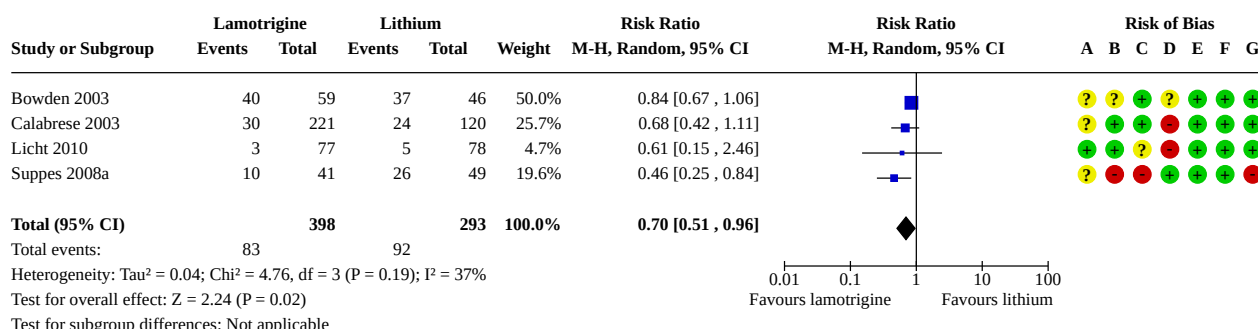 Lamotrigine Lithium Risk Ratio Risk Ratio Risk of Bias
Study or Subgroup Events Total Events Total Weight M-H, Random, 95% CI M-H, Random, 95% CI A B C D E F G
Bowden 2003 40 59 37 46 50.0% 0.84 [0.67 , 1.06] ? ? + ? + + +
Calabrese 2003 30 221 24 120 25.7% 0.68 [0.42 , 1.11] ? + + - + + +
Licht 2010 3 77 5 78 4.7% 0.61 [0.15 , 2.46] + + ? - + + +
Suppes 2008a 10 41 26 49 19.6% 0.46 [0.25 , 0.84] ? - - + + + -
Total (95% CI) 398 293 100.0% 0.70 [0.51 , 0.96]
Total events: 83 92
Heterogeneity: Tau² = 0.04; Chi² = 4.76, df = 3 (P = 0.19); I² = 37%
0.01 0.1 1 10 100
Test for overall effect: Z = 2.24 (P = 0.02) Favours lamotrigine Favours lithium
Test for subgroup differences: Not applicable